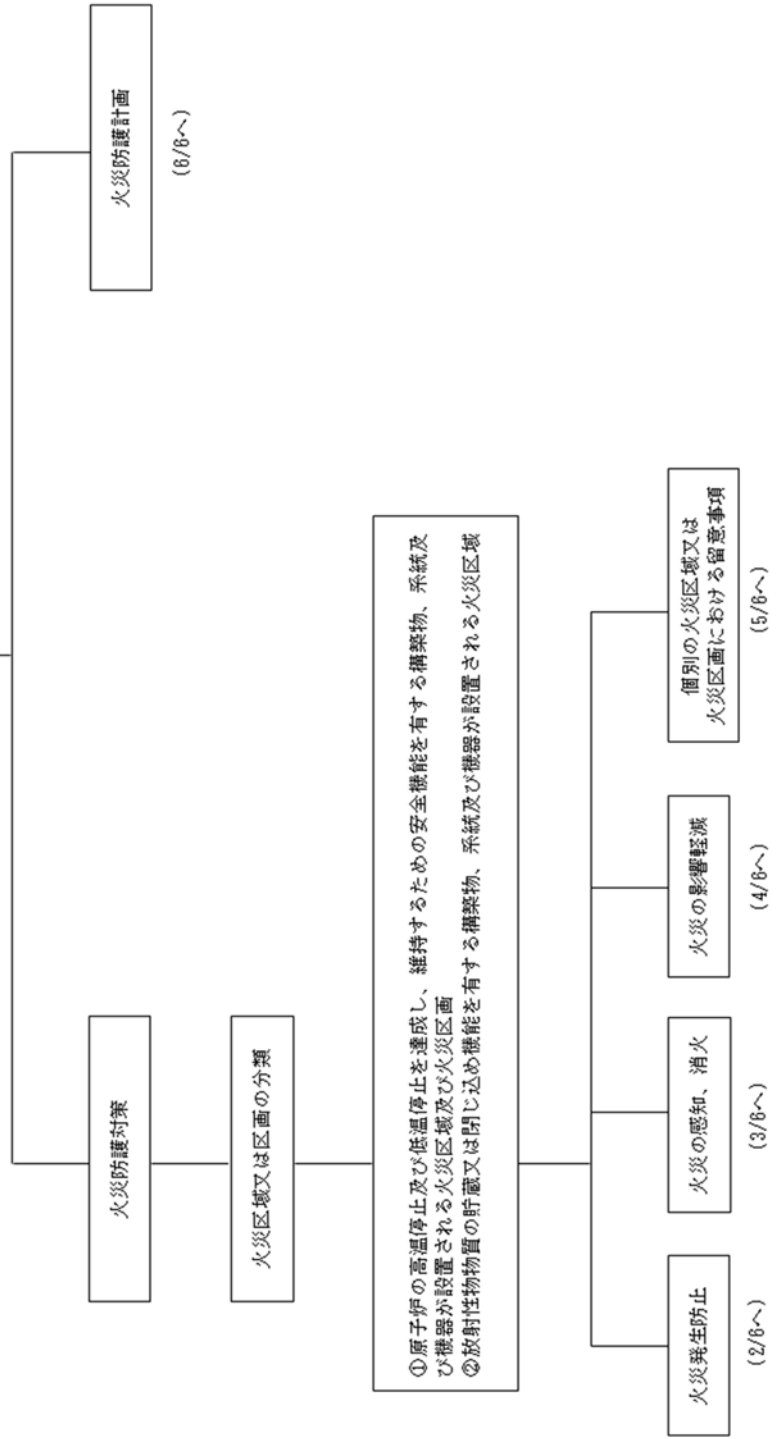 火災防護計画
(6/6へ)
火災防護対策
火災区域又は区画の分類
①原子炉の高温停止及び低温停止を達成し、維持するための安全機能を有する構築物、系統及
び機器が設置される火災区域及び火災区画
②放射性物物質の貯蔵又は閉じ込め機能を有する構築物、系統及び機器が設置される火災区域
火災発生防止
(2/6へ)
火災の感知、消火
(3/6へ)
火災の影響軽減
(4/6へ)
個別の火災区域又は
火災区画における留意事項
(5/6へ)